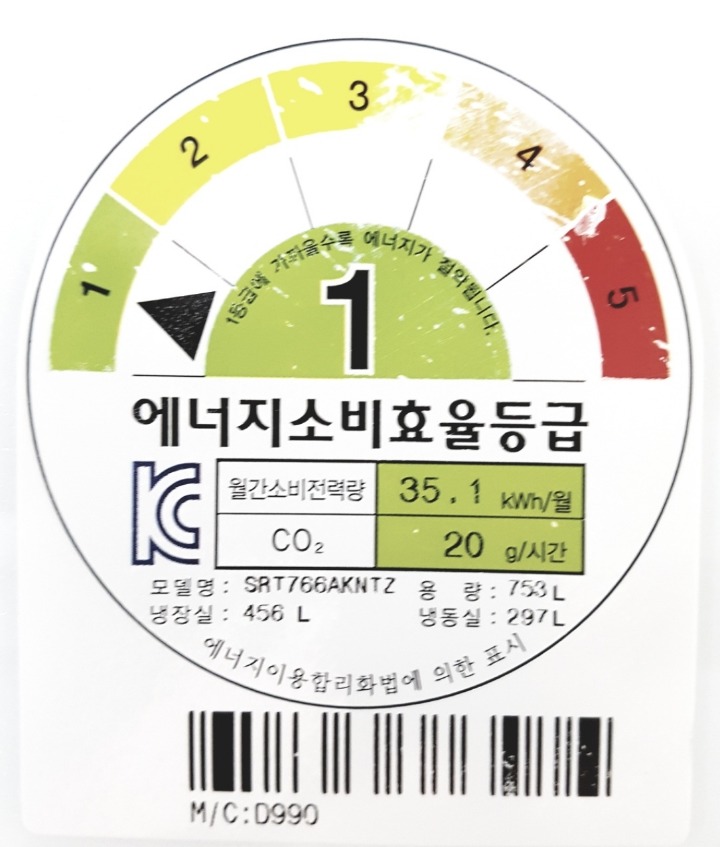 1
2
3
4
5
1등급에 가까울수록 에너지가 절약됩니다.
1
에너지소비효율등급
KC
월간소비전력량 35.1 kWh/월
CO₂ 20 g/시간
모델명 : SRT766AKNTZ 용 량 : 753 L
냉장실 : 456 L 냉동실 : 297 L
에너지이용합리화법에 의한 표시
M/C:D990